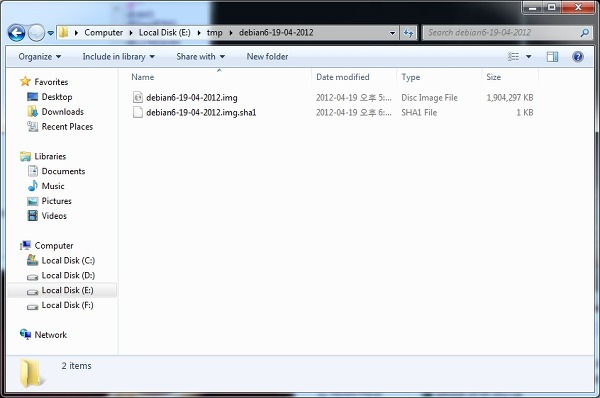 Computer Local Disk (E:) tmp debian6-19-04-2012 Search debian6-19-04-2012
Organize Include in library Share with New folder
Name Date modified Type Size
Favorites
Desktop
Downloads
Recent Places
Libraries
Documents
Music
Pictures
Videos
Computer
Local Disk (C:)
Local Disk (D:)
Local Disk (E:)
Local Disk (F:)
Network
debian6-19-04-2012.img 2012-04-19 오후 5:... Disc Image File 1,904,297 KB
debian6-19-04-2012.img.sha1 2012-04-19 오후 6:... SHA1 File 1 KB
2 items